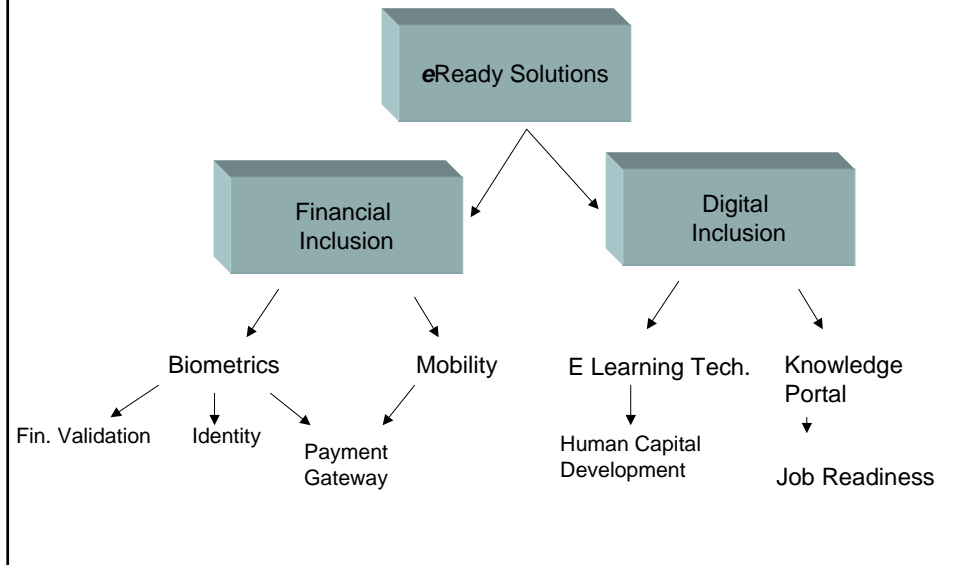 eReady Solutions
Financial
Inclusion
Digital
Inclusion
Biometrics
Mobility
E Learning Tech.
Knowledge
Portal
Fin. Validation
Identity
Payment
Gateway
Human Capital
Development
Job Readiness